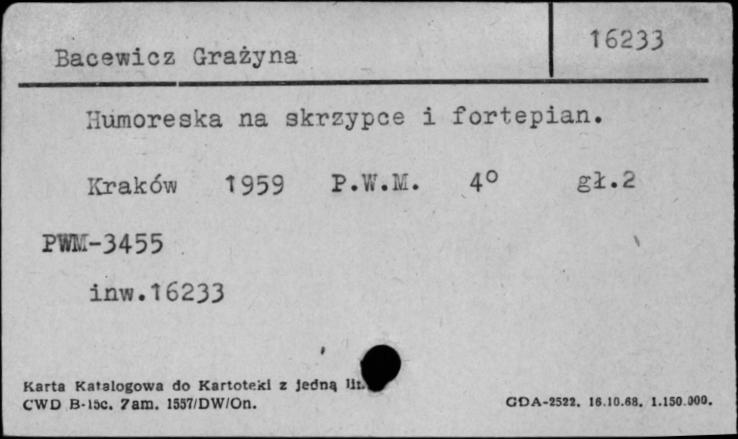 16233
Bacewicz Grażyna
Humoreska na skrzypce i fortepian.
Kraków 1959 P.W.M. 4° gł.2
PWM-3455
inw.16233
Karta Katalogowa do Kartoteki z jedną
CWD B-15c. Zam. 1557/DW/On. GDA-2522. 16.10.68. 1.150.000.